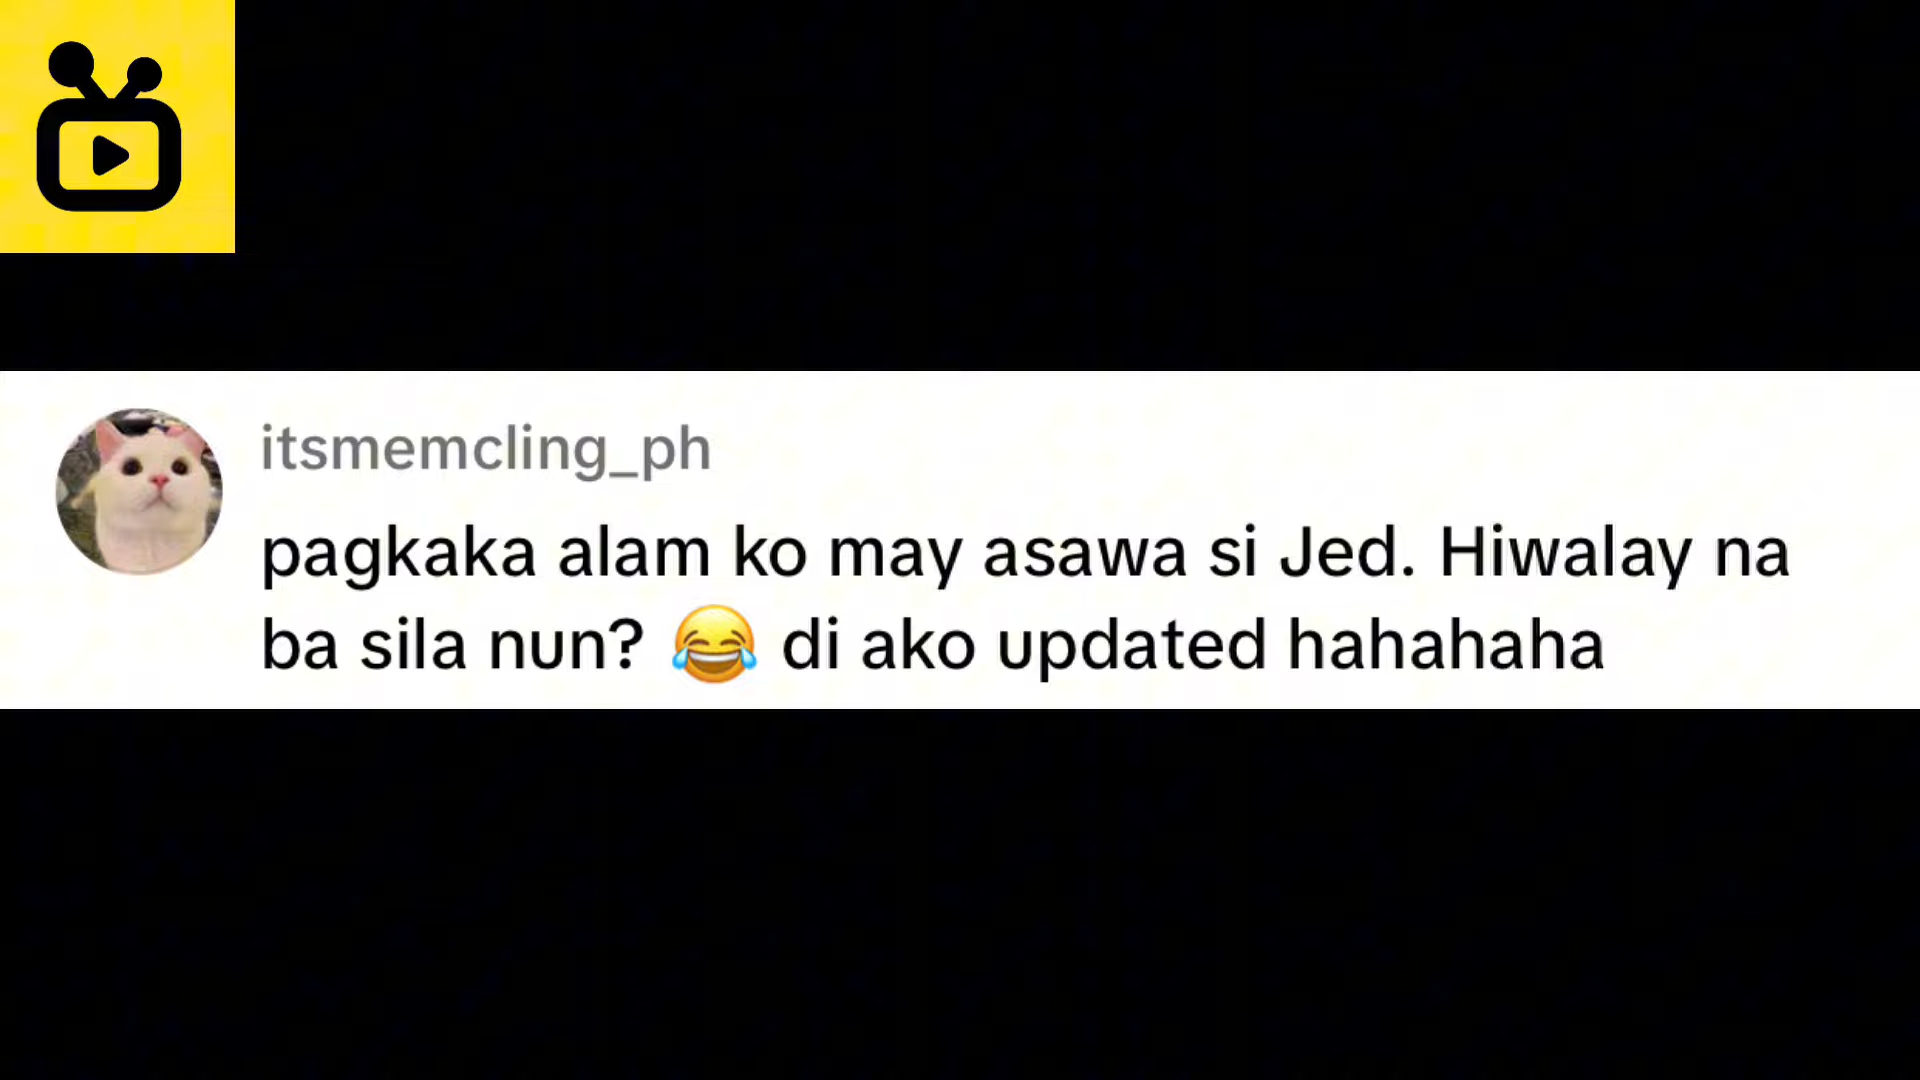 itsmemcling_ph
pagkaka alam ko may asawa si Jed. Hiwalay na
ba sila nun? 😂 di ako updated hahahaha